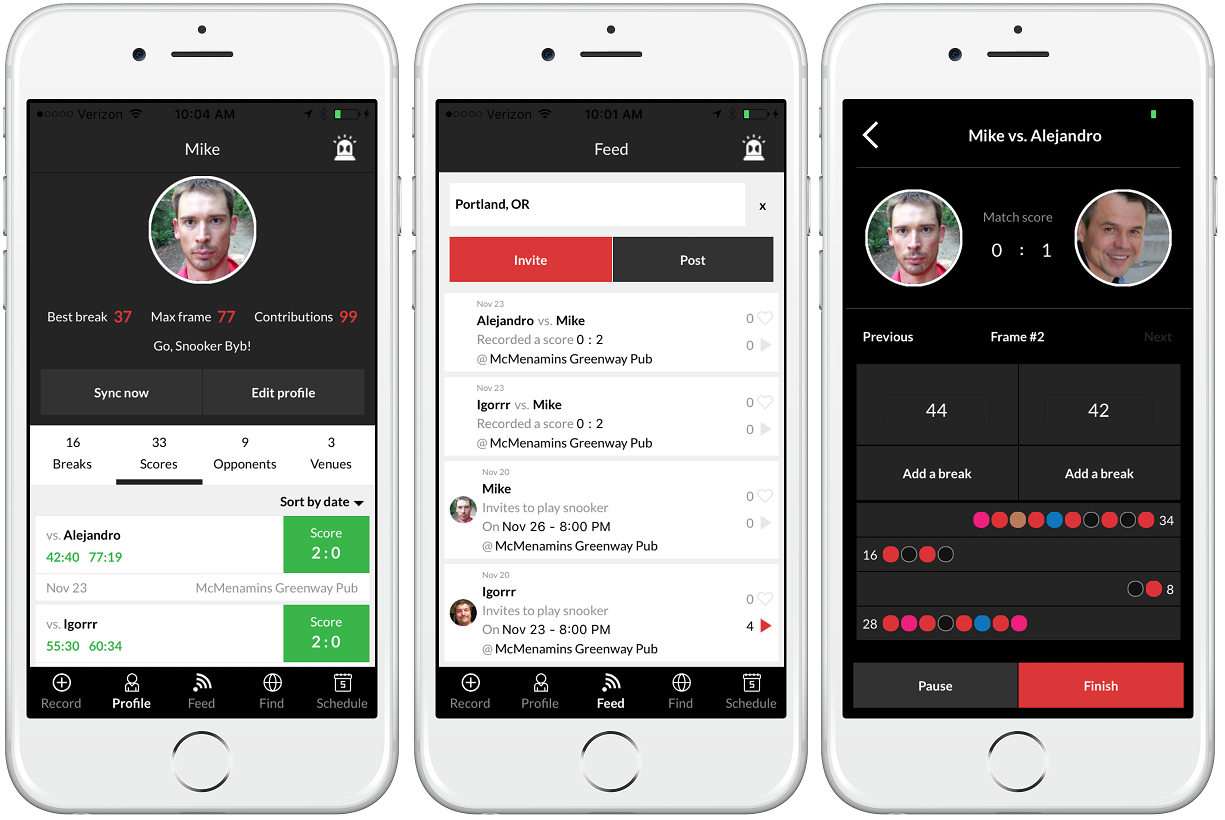 Verizon 10:04 AM
Mike
Best break 37 Max frame 77 Contributions 99
Go, Snooker Byb!
Sync now Edit profile
16 33 9 3
Breaks Scores Opponents Venues
Sort by date
vs. Alejandro
42:40 77:19
Score
2:0
Nov 23 McMenamins Greenway Pub
vs. Igorrr
55:30 60:34
Score
2:0
Record Profile Feed Find Schedule
Verizon 10:01 AM
Feed
Portland, OR x
Invite Post
Nov 23
Alejandro vs. Mike 0
Recorded a score 0 : 2 0
@ McMenamins Greenway Pub
Nov 23
Igorrr vs. Mike 0
Recorded a score 0 : 2 0
@ McMenamins Greenway Pub
Nov 20
Mike 0
Invites to play snooker
On Nov 26 - 8:00 PM 0
@ McMenamins Greenway Pub
Nov 20
Igorrr 0
Invites to play snooker
On Nov 23 - 8:00 PM 4
@ McMenamins Greenway Pub
Record Profile Feed Find 5 Schedule
Mike vs. Alejandro
Match score
0 : 1
Previous Frame #2 Next
44 42
Add a break Add a break
34
16
8
28
Pause Finish